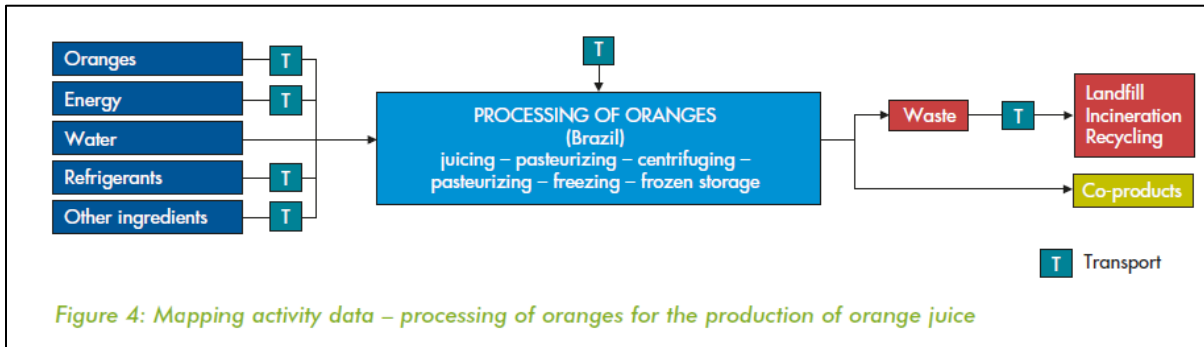 Oranges
T
Energy
T
Water
Refrigerants
T
Other ingredients
T
T
PROCESSING OF ORANGES
(Brazil)
juicing – pasteurizing – centrifuging –
pasteurizing – freezing – frozen storage
Waste
T
Landfill
Incineration
Recycling
Co-products
T Transport
Figure 4: Mapping activity data – processing of oranges for the production of orange juice